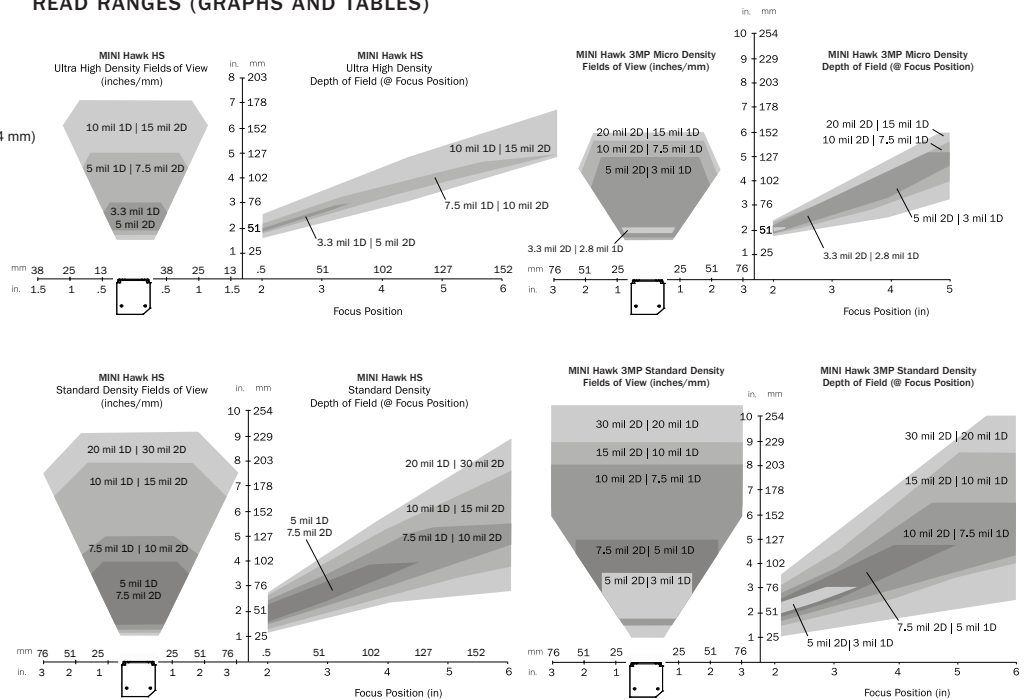 READ RANGES (GRAPHS AND TABLES)
4 mm)
MINI Hawk HS
Ultra High Density Fields of View
(inches/mm)
10 mil 1D | 15 mil 2D
5 mil 1D | 7.5 mil 2D
3.3 mil 1D
5 mil 2D
mm 38 25 13 38 25 13
in. 1.5 1 .5 .5 1 1.5
MINI Hawk HS
Ultra High Density
Depth of Field (@ Focus Position)
in. mm
8 203
7 178
6 152
5 127
4 102
3 76
2 51
1 25
10 mil 1D | 15 mil 2D
7.5 mil 1D | 10 mil 2D
3.3 mil 1D | 5 mil 2D
.5 51 102 127 152
2 3 4 5 6
Focus Position
MINI Hawk 3MP Micro Density
Fields of View (inches/mm)
20 mil 2D | 15 mil 1D
10 mil 2D | 7.5 mil 1D
5 mil 2D | 3 mil 1D
3.3 mil 2D | 2.8 mil 1D
mm 76 51 25 25 51 76
in. 3 2 1 1 2 3
MINI Hawk 3MP Micro Density
Depth of Field (@ Focus Position)
in. mm
10 254
9 229
8 203
7 178
6 152
5 127
4 102
3 76
2 51
1 25
20 mil 2D | 15 mil 1D
10 mil 2D | 7.5 mil 1D
5 mil 2D | 3 mil 1D
3.3 mil 2D | 2.8 mil 1D
2 3 4 5
Focus Position (in)
MINI Hawk HS
Standard Density Fields of View
(inches/mm)
20 mil 1D | 30 mil 2D
10 mil 1D | 15 mil 2D
7.5 mil 1D | 10 mil 2D
5 mil 1D
7.5 mil 2D
mm 76 51 25 25 51 76
in. 3 2 1 1 2 3
MINI Hawk HS
Standard Density
Depth of Field (@ Focus Position)
in. mm
10 254
9 229
8 203
7 178
6 152
5 127
4 102
3 76
2 51
1 25
20 mil 1D | 30 mil 2D
10 mil 1D | 15 mil 2D
5 mil 1D
7.5 mil 2D
7.5 mil 1D | 10 mil 2D
.5 51 102 127 152
2 3 4 5 6
Focus Position (in)
MINI Hawk 3MP Standard Density
Fields of View (inches/mm)
30 mil 2D | 20 mil 1D
15 mil 2D | 10 mil 1D
10 mil 2D | 7.5 mil 1D
7.5 mil 2D | 5 mil 1D
5 mil 2D | 3 mil 1D
mm 76 51 25 25 51 76
in. 3 2 1 1 2 3
MINI Hawk 3MP Standard Density
Depth of Field (@ Focus Position)
in. mm
10 254
9 229
8 203
7 178
6 152
5 127
4 102
3 76
2 51
1 25
30 mil 2D | 20 mil 1D
15 mil 2D | 10 mil 1D
10 mil 2D | 7.5 mil 1D
7.5 mil 2D | 5 mil 1D
5 mil 2D | 3 mil 1D
2 3 4 5 6
Focus Position (in)